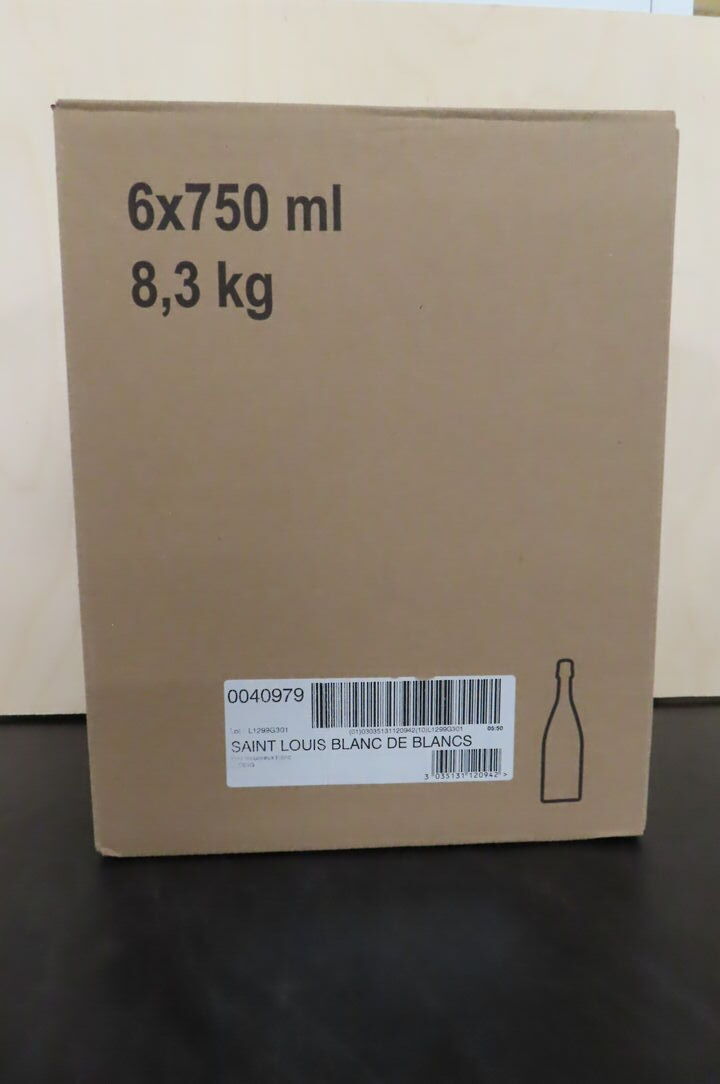 6x750 ml
8,3 kg
0040979
Lot L1299G301
(01)03035131120942(10)L1299G301
05:50
SAINT LOUIS BLANC DE BLANCS
3 035131 120942 >